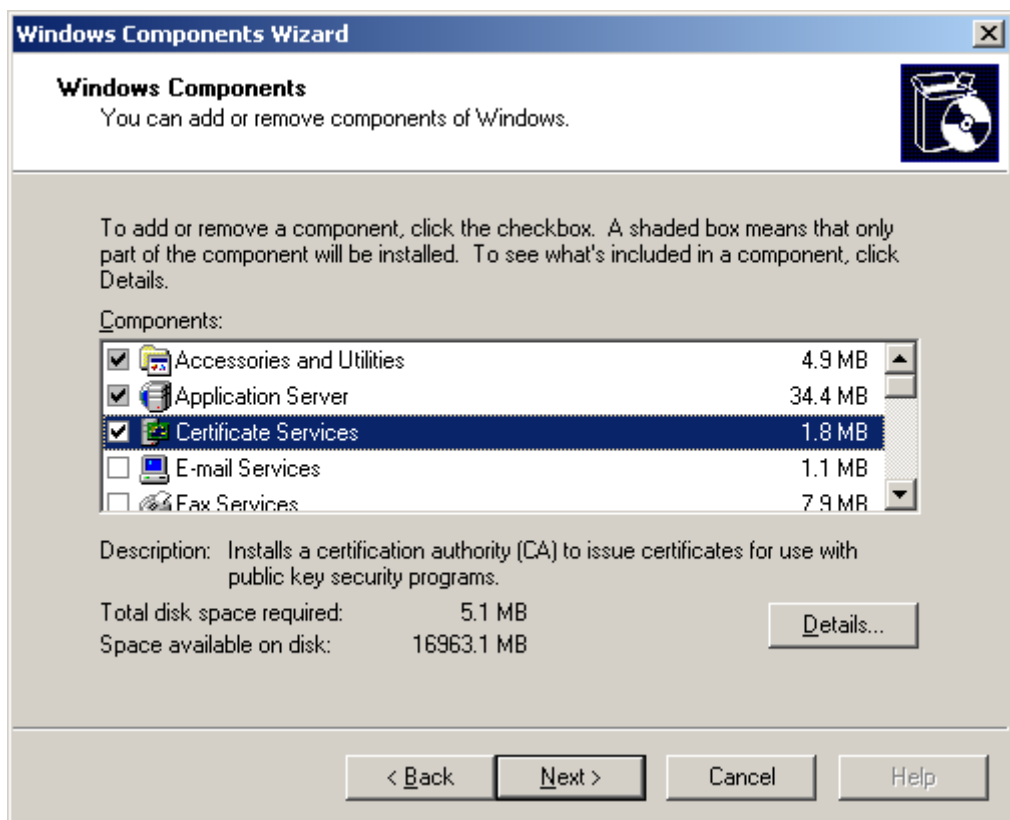 Windows Components Wizard
Windows Components
You can add or remove components of Windows.
To add or remove a component, click the checkbox. A shaded box means that only
part of the component will be installed. To see what's included in a component, click
Details.
Components:
Accessories and Utilities 4.9 MB
Application Server 34.4 MB
Certificate Services 1.8 MB
E-mail Services 1.1 MB
Fax Services 7.9 MB
Description: Installs a certification authority (CA) to issue certificates for use with
public key security programs.
Total disk space required: 5.1 MB
Space available on disk: 16963.1 MB
Details...
< Back Next > Cancel Help